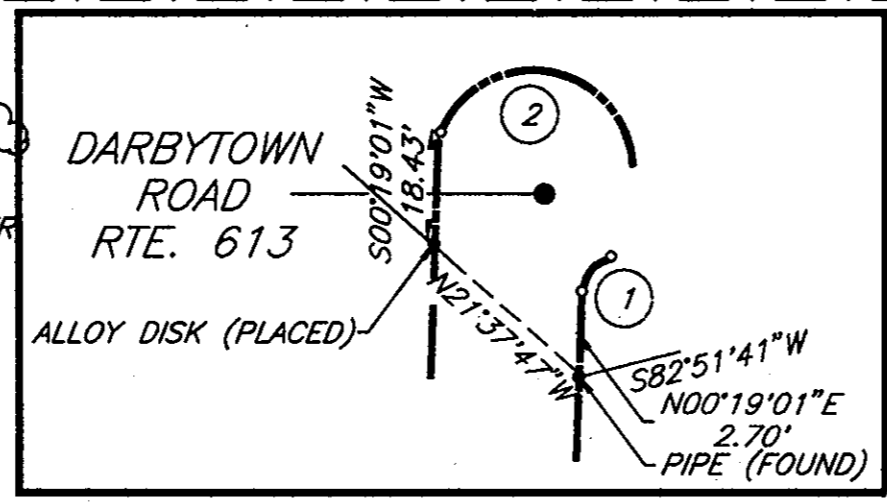 DARBYTOWN
ROAD
RTE. 613
S00°19'01"W
18.43'
2
ALLOY DISK (PLACED)
N21°37'47"W
1
S82°51'41"W
N00°19'01"E
2.70'
PIPE (FOUND)